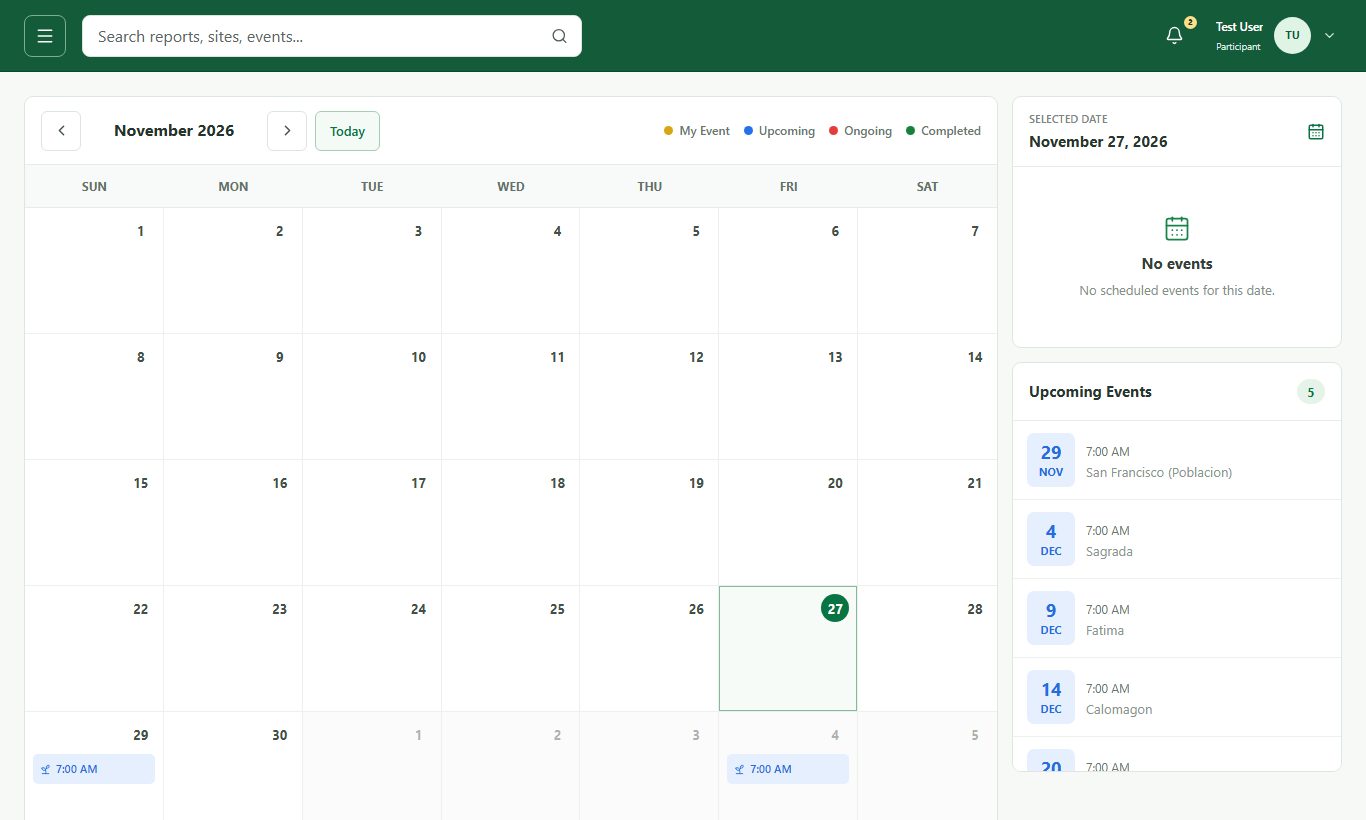 Search reports, sites, events...
2
Test User
Participant
TU
November 2026
Today
My Event
Upcoming
Ongoing
Completed
SUN MON TUE WED THU FRI SAT
1 2 3 4 5 6 7
8 9 10 11 12 13 14
15 16 17 18 19 20 21
22 23 24 25 26 27 28
29 30 1 2 3 4 5
7:00 AM 7:00 AM
SELECTED DATE
November 27, 2026
No events
No scheduled events for this date.
Upcoming Events
5
29
NOV
7:00 AM
San Francisco (Poblacion)
4
DEC
7:00 AM
Sagrada
9
DEC
7:00 AM
Fatima
14
DEC
7:00 AM
Calomagon
20
7:00 AM